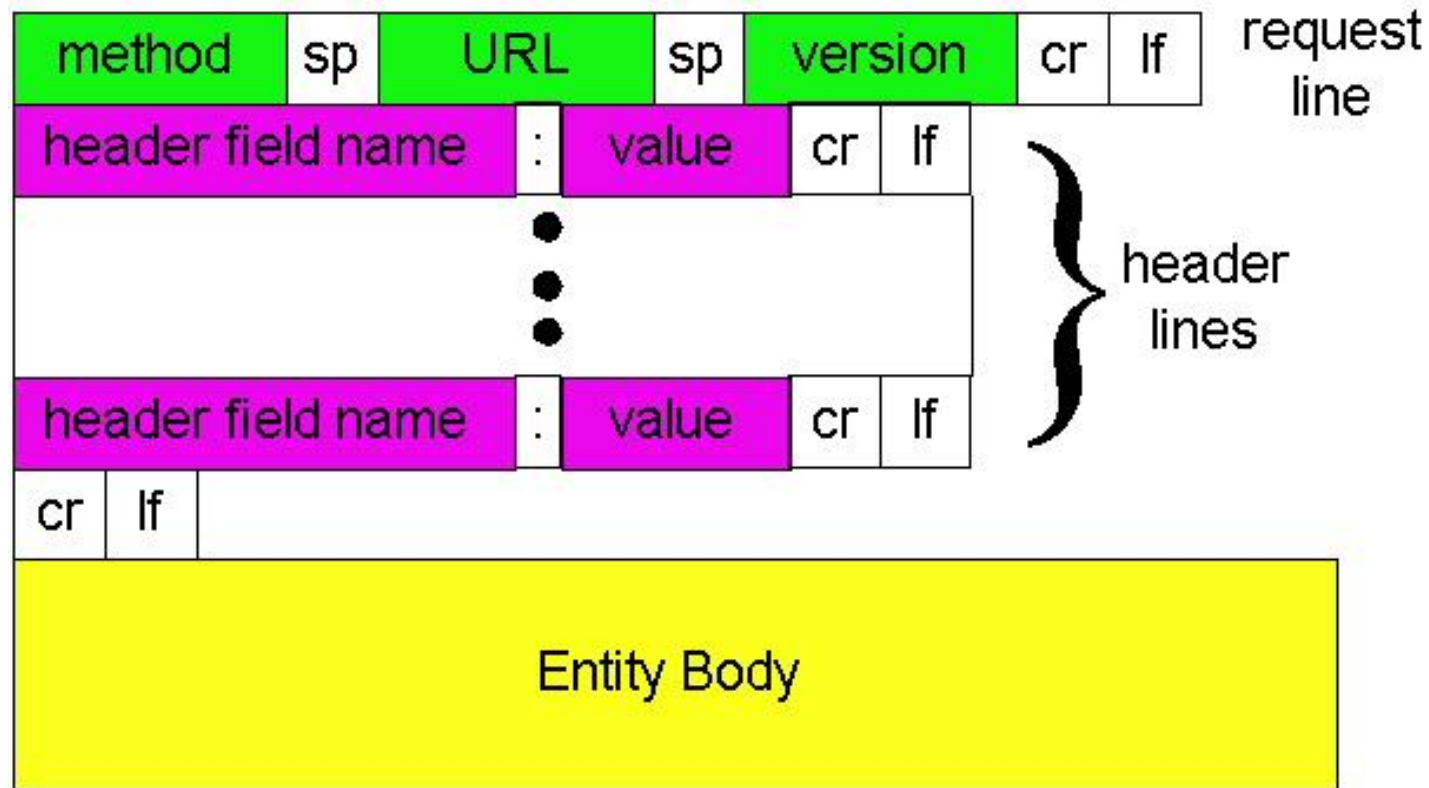 method sp URL sp version cr lf
request
line
header field name : value cr lf
header
lines
header field name : value cr lf
cr lf
Entity Body